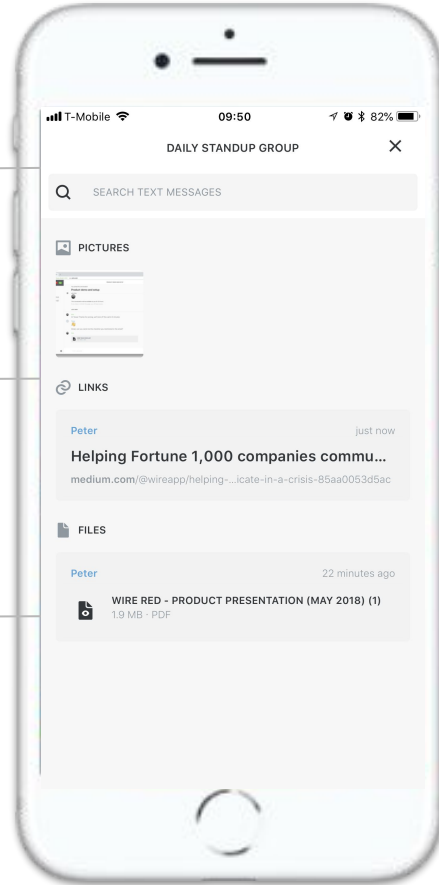 T-Mobile 09:50 82%
DAILY STANDUP GROUP
SEARCH TEXT MESSAGES
PICTURES
LINKS
Peter just now
Helping Fortune 1,000 companies commu...
medium.com/@wireapp/helping-...icate-in-a-crisis-85aa0053d5ac
FILES
Peter 22 minutes ago
WIRE RED - PRODUCT PRESENTATION (MAY 2018) (1)
1.9 MB · PDF